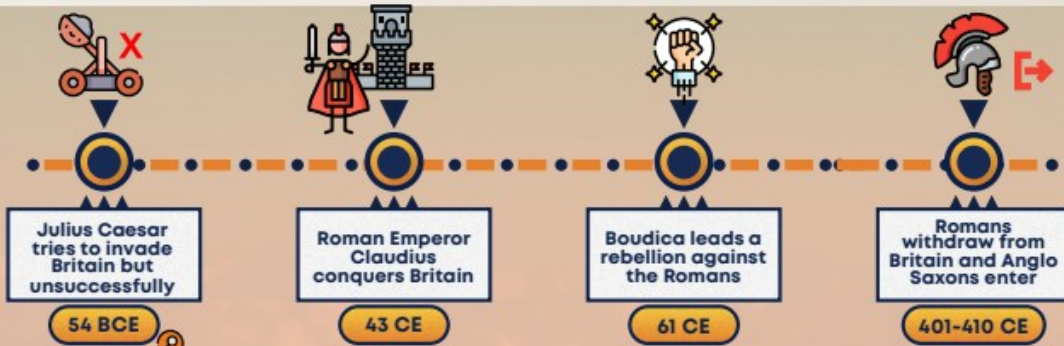 Julius Caesar
tries to invade
Britain but
unsuccessfully
54 BCE
Roman Emperor
Claudius
conquers Britain
43 CE
Boudica leads a
rebellion against
the Romans
61 CE
Romans
withdraw from
Britain and Anglo
Saxons enter
401-410 CE